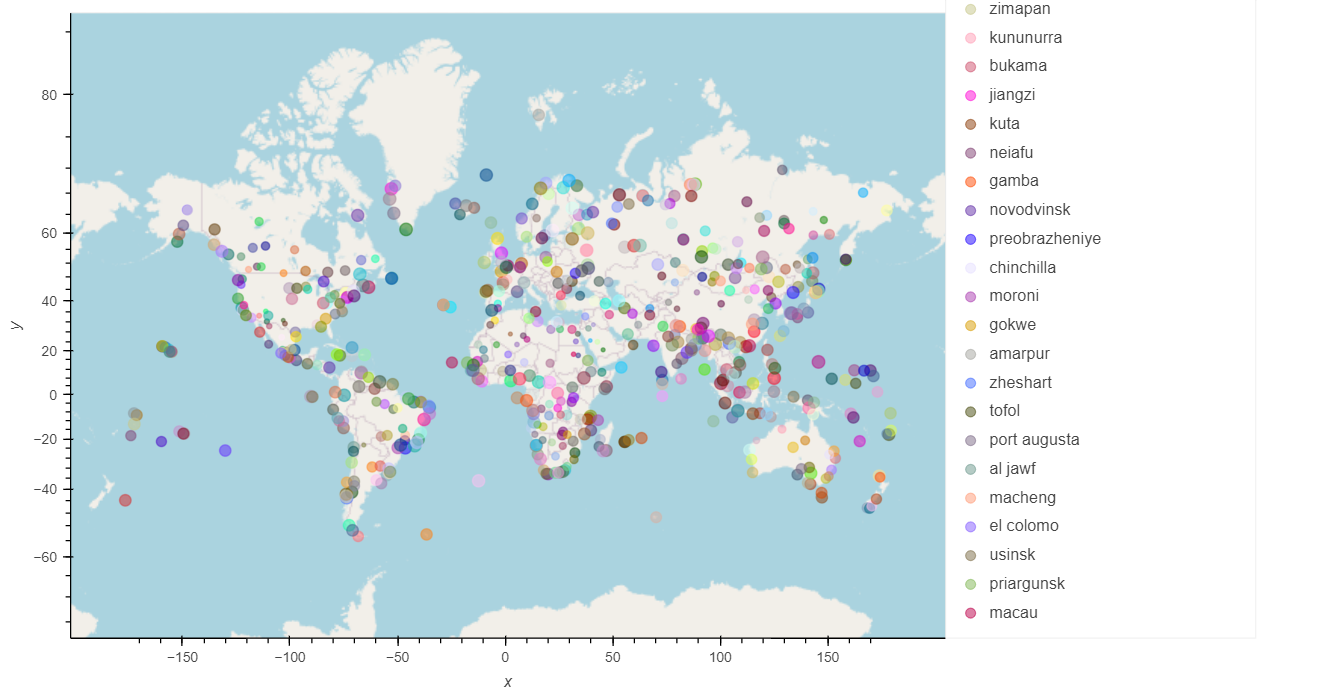 zimapan
kununurra
bukama
jiangzi
kuta
neiafu
gamba
novodvinsk
preobrazheniye
chinchilla
moroni
gokwe
amarpur
zheshart
tofol
port augusta
al jawf
macheng
el colomo
usinsk
priargunsk
macau
80
60
40
20
0
−20
−40
−60
y
−150 −100 −50 0 50 100 150
x